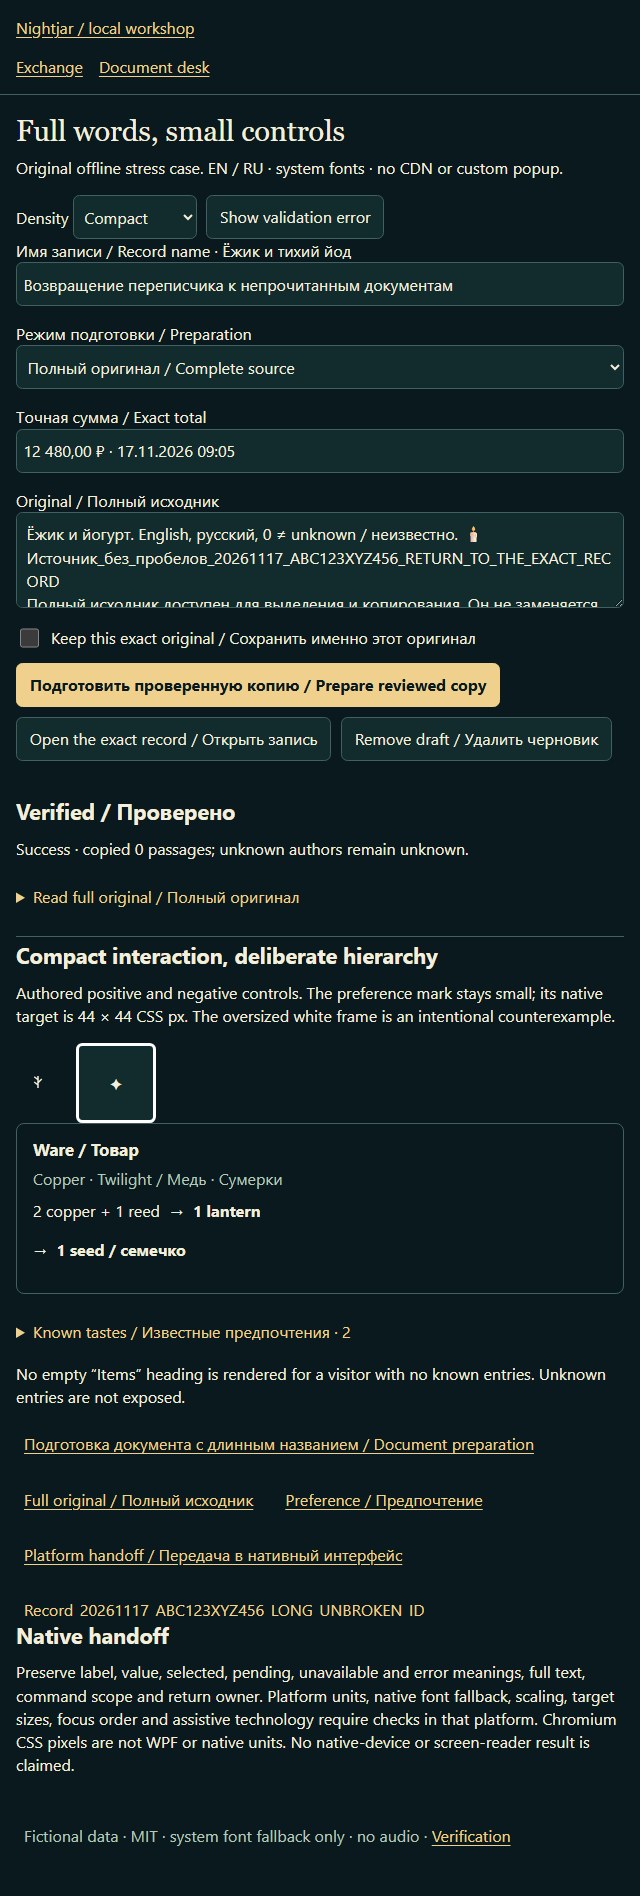 Nightjar / local workshop
Exchange Document desk
Full words, small controls
Original offline stress case. EN / RU · system fonts · no CDN or custom popup.
Density Compact Show validation error
Имя записи / Record name · Ёжик и тихий йод
Возвращение переписчика к непрочитанным документам
Режим подготовки / Preparation
Полный оригинал / Complete source
Точная сумма / Exact total
12 480,00 ₽ · 17.11.2026 09:05
Original / Полный исходник
Ёжик и йогурт. English, русский, 0 ≠ unknown / неизвестно. 🕯️
Источник_без_пробелов_20261117_ABC123XYZ456_RETURN_TO_THE_EXACT_REC
ORD
Полный исходник доступен для выделения и копирования. Он не заменяется
Keep this exact original / Сохранить именно этот оригинал
Подготовить проверенную копию / Prepare reviewed copy
Open the exact record / Открыть запись Remove draft / Удалить черновик
Verified / Проверено
Success · copied 0 passages; unknown authors remain unknown.
Read full original / Полный оригинал
Compact interaction, deliberate hierarchy
Authored positive and negative controls. The preference mark stays small; its native
target is 44 × 44 CSS px. The oversized white frame is an intentional counterexample.
Ware / Товар
Copper · Twilight / Медь · Сумерки
2 copper + 1 reed → 1 lantern
→ 1 seed / семечко
Known tastes / Известные предпочтения · 2
No empty “Items” heading is rendered for a visitor with no known entries. Unknown
entries are not exposed.
Подготовка документа с длинным названием / Document preparation
Full original / Полный исходник Preference / Предпочтение
Platform handoff / Передача в нативный интерфейс
Record_20261117_ABC123XYZ456_LONG_UNBROKEN_ID
Native handoff
Preserve label, value, selected, pending, unavailable and error meanings, full text,
command scope and return owner. Platform units, native font fallback, scaling, target
sizes, focus order and assistive technology require checks in that platform. Chromium
CSS pixels are not WPF or native units. No native-device or screen-reader result is
claimed.
Fictional data · MIT · system font fallback only · no audio · Verification